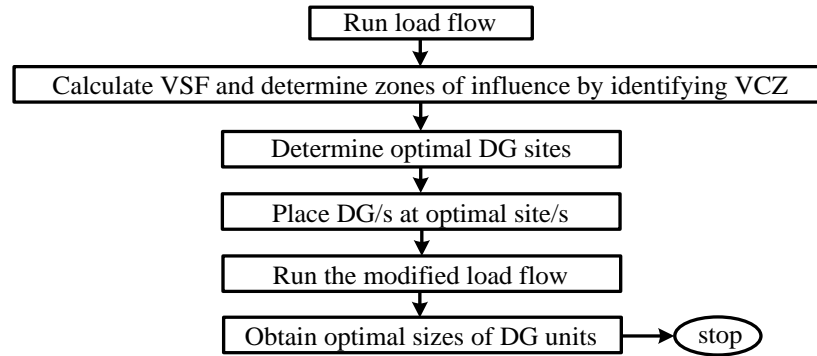 Run load flow
Calculate VSF and determine zones of influence by identifying VCZ
Determine optimal DG sites
Place DG/s at optimal site/s
Run the modified load flow
Obtain optimal sizes of DG units
stop